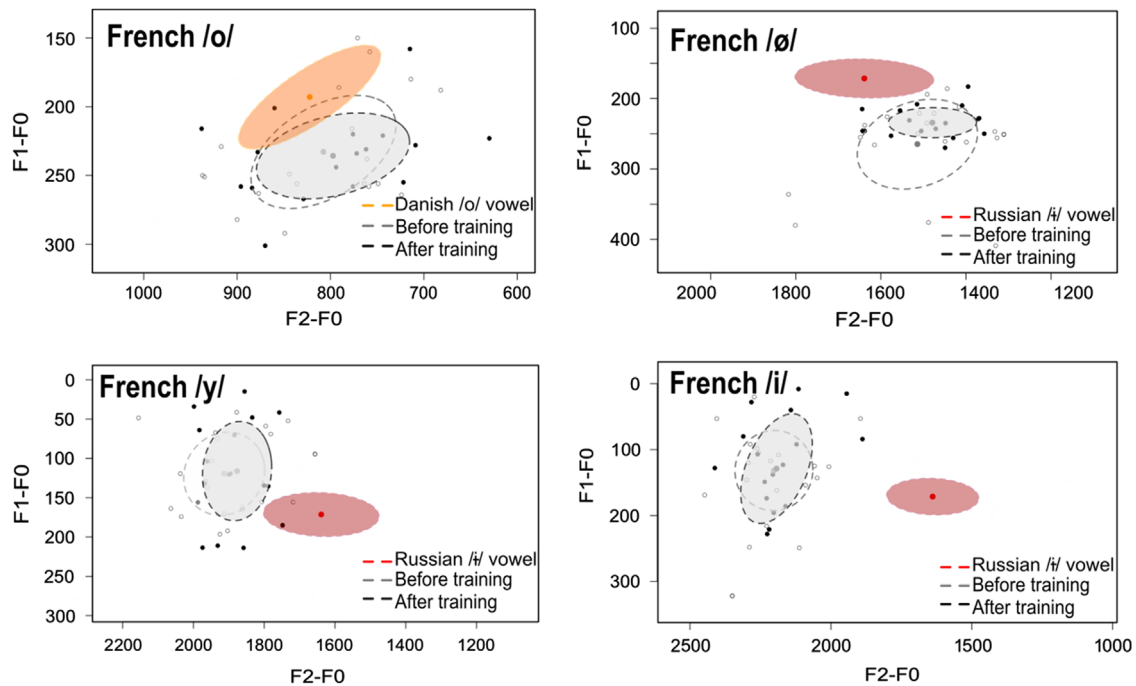 French /o/
150
200
250
300
F1-F0
Danish /o/ vowel
Before training
After training
1000 900 800 700 600
F2-F0
French /ø/
100
200
300
400
F1-F0
Russian /ɨ/ vowel
Before training
After training
2000 1800 1600 1400 1200
F2-F0
French /y/
0
50
100
150
200
250
300
F1-F0
Russian /ɨ/ vowel
Before training
After training
2200 2000 1800 1600 1400 1200
F2-F0
French /i/
0
100
200
300
F1-F0
Russian /ɨ/ vowel
Before training
After training
2500 2000 1500 1000
F2-F0